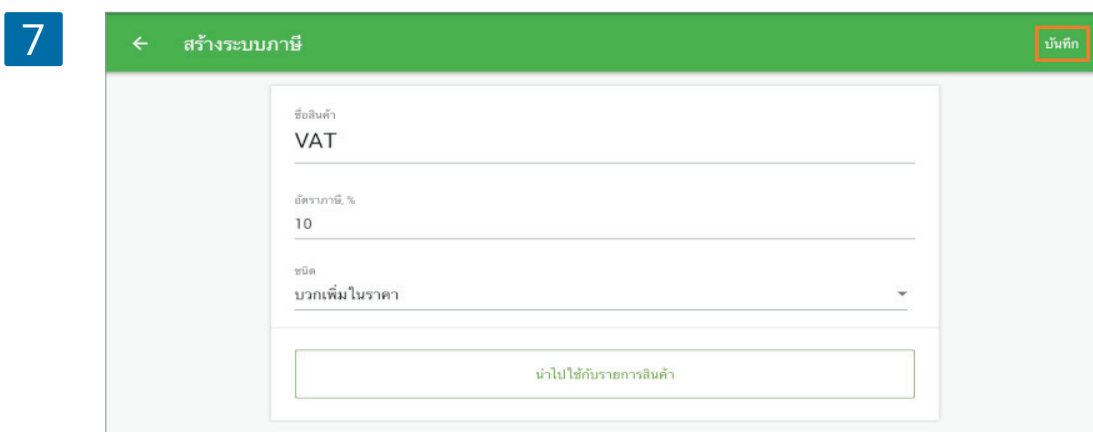 7
สร้างระบบภาษี
บันทึก
ชื่อสินค้า
VAT
อัตราภาษี, %
10
ชนิด
บวกเพิ่มในราคา
นำไปใช้กับรายการสินค้า